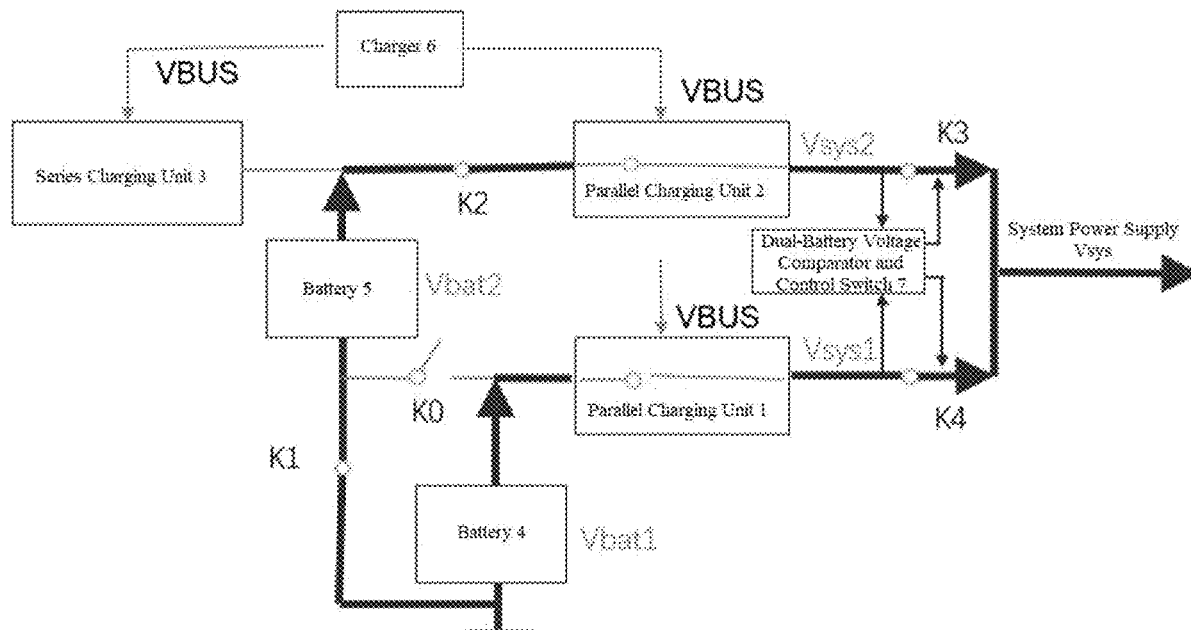 Charger 6
VBUS
VBUS
K3
Vsys2
Series Charging Unit 3
Parallel Charging Unit 2
K2
System Power Supply
Vsys
Dual-Battery Voltage
Comparator and
Control Switch 7
Battery 5
Vbat2
VBUS
Vsys1
K0
Parallel Charging Unit 1
K4
K1
Battery 4
Vbat1